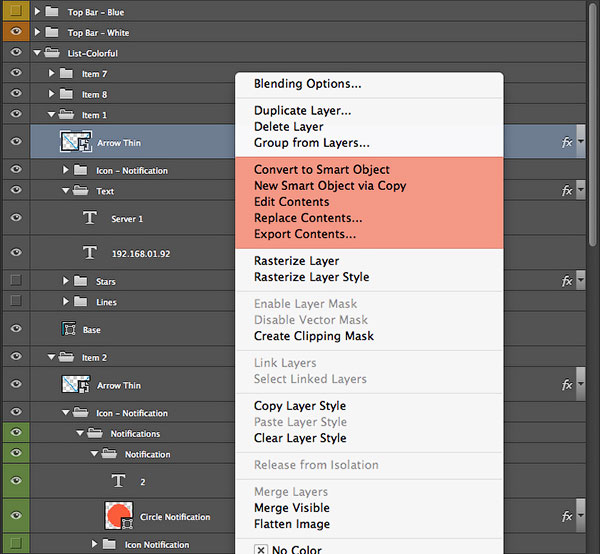 Top Bar - Blue
Top Bar - White
List-Colorful
Item 7
Item 8
Item 1
Arrow Thin
fx
Icon - Notification
Text
fx
Server 1
192.168.01.92
Stars
fx
Lines
Base
Item 2
Arrow Thin
fx
Icon - Notification
Notifications
Notification
2
Circle Notification
fx
Icon Notification
Blending Options...
Duplicate Layer...
Delete Layer
Group from Layers...
Convert to Smart Object
New Smart Object via Copy
Edit Contents
Replace Contents...
Export Contents...
Rasterize Layer
Rasterize Layer Style
Enable Layer Mask
Disable Vector Mask
Create Clipping Mask
Link Layers
Select Linked Layers
Copy Layer Style
Paste Layer Style
Clear Layer Style
Release from Isolation
Merge Layers
Merge Visible
Flatten Image
No Color